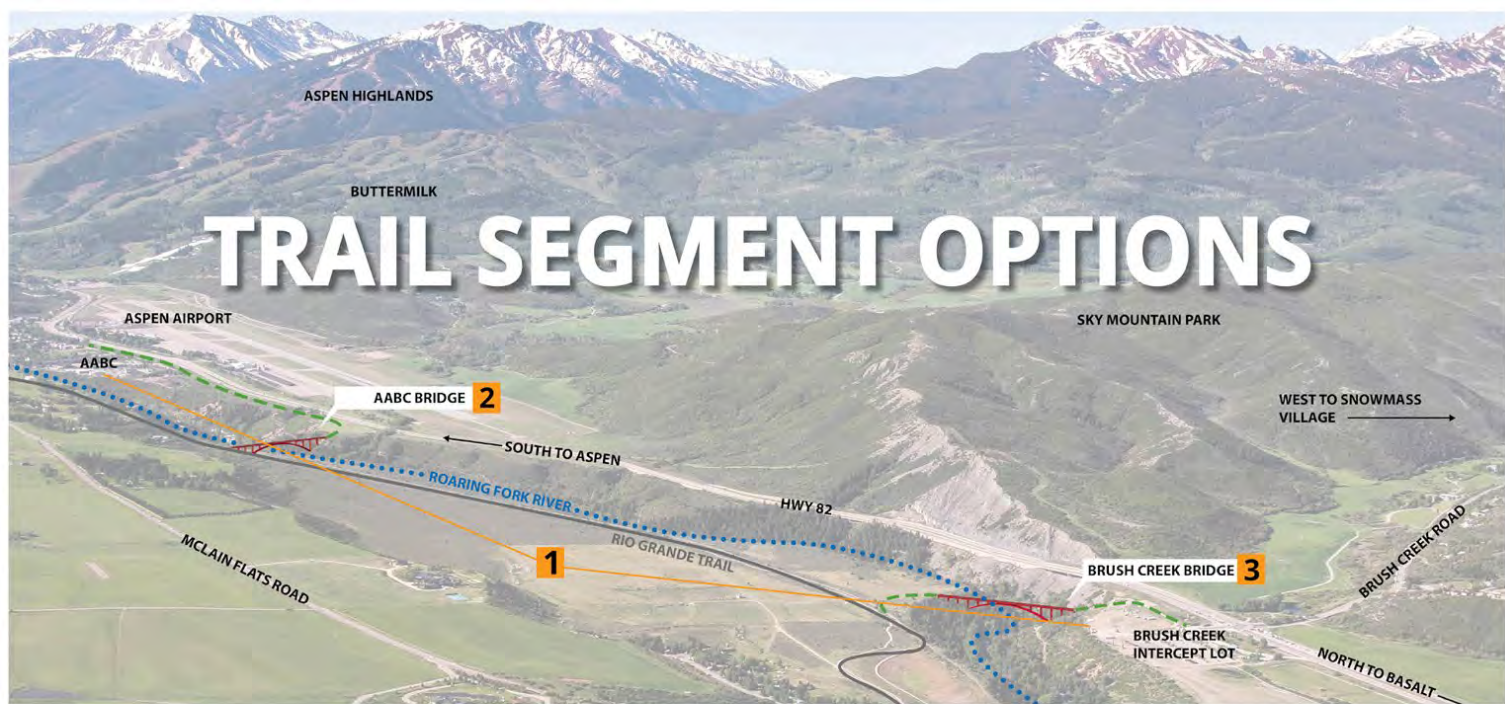 ASPEN HIGHLANDS
BUTTERMILK
TRAIL SEGMENT OPTIONS
ASPEN AIRPORT
SKY MOUNTAIN PARK
AABC
AABC BRIDGE 2
WEST TO SNOWMASS
VILLAGE
SOUTH TO ASPEN
ROARING FORK RIVER
HWY 82
RIO GRANDE TRAIL
1
MCLAIN FLATS ROAD
BRUSH CREEK BRIDGE 3
BRUSH CREEK ROAD
BRUSH CREEK
INTERCEPT LOT
NORTH TO BASALT